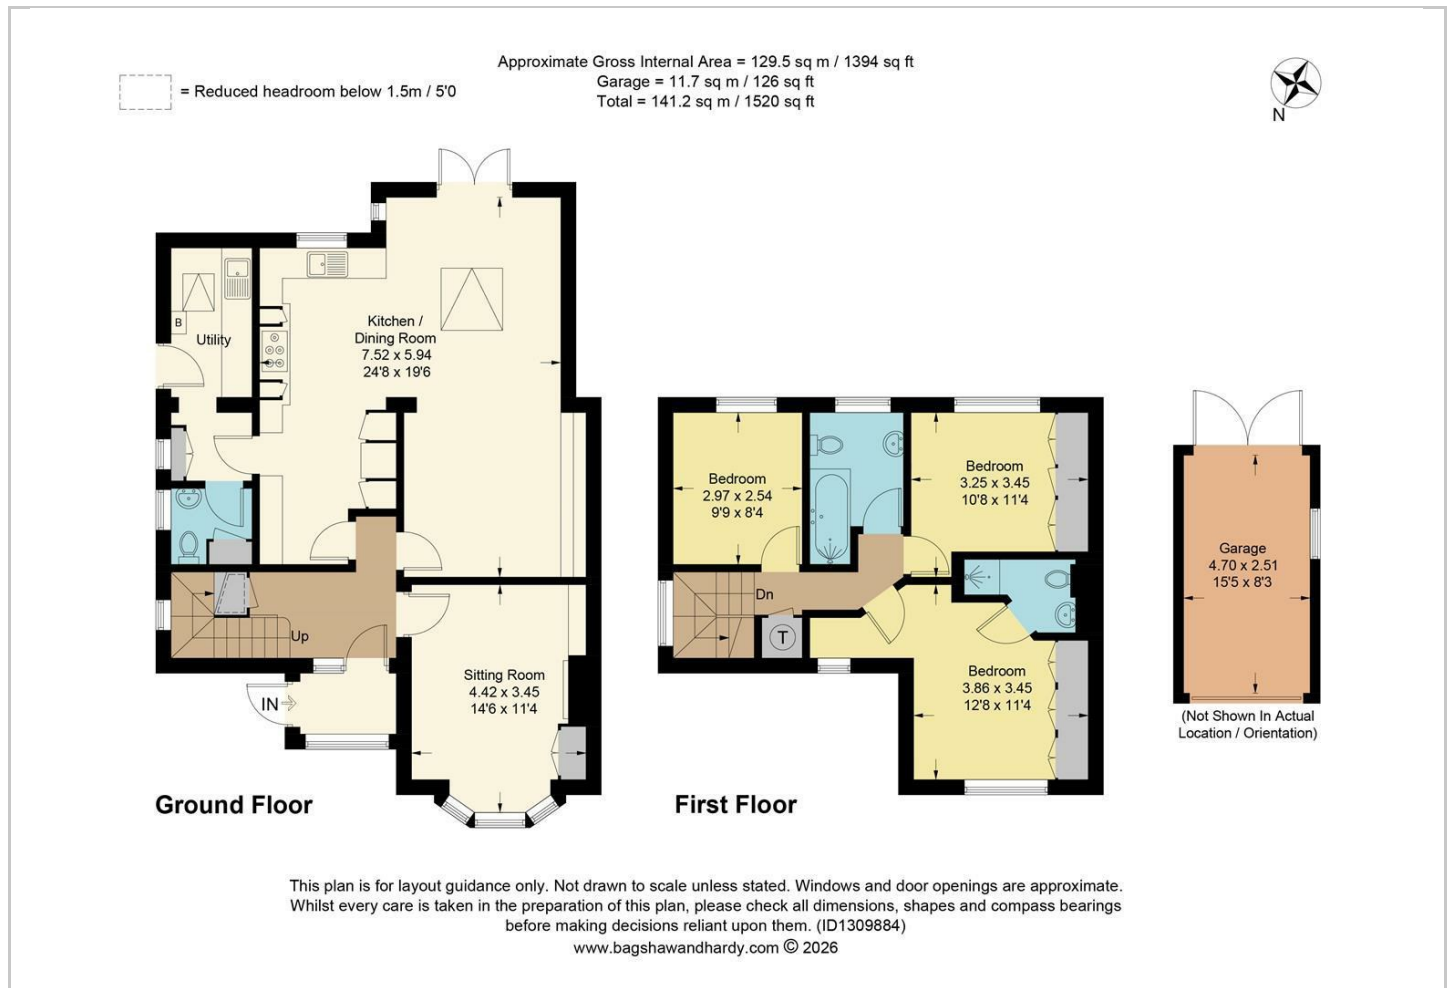 Approximate Gross Internal Area = 129.5 sq m / 1394 sq ft
Garage = 11.7 sq m / 126 sq ft
Total = 141.2 sq m / 1520 sq ft
= Reduced headroom below 1.5m / 5'0
N
Kitchen /
Dining Room
7.52 x 5.94
24'8 x 19'6
B
Utility
Up
IN
Sitting Room
4.42 x 3.45
14'6 x 11'4
Ground Floor
Bedroom
2.97 x 2.54
9'9 x 8'4
Bedroom
3.25 x 3.45
10'8 x 11'4
Dn
T
Bedroom
3.86 x 3.45
12'8 x 11'4
First Floor
Garage
4.70 x 2.51
15'5 x 8'3
(Not Shown In Actual
Location / Orientation)
This plan is for layout guidance only. Not drawn to scale unless stated. Windows and door openings are approximate.
Whilst every care is taken in the preparation of this plan, please check all dimensions, shapes and compass bearings
before making decisions reliant upon them. (ID1309884)
www.bagshawandhardy.com © 2026